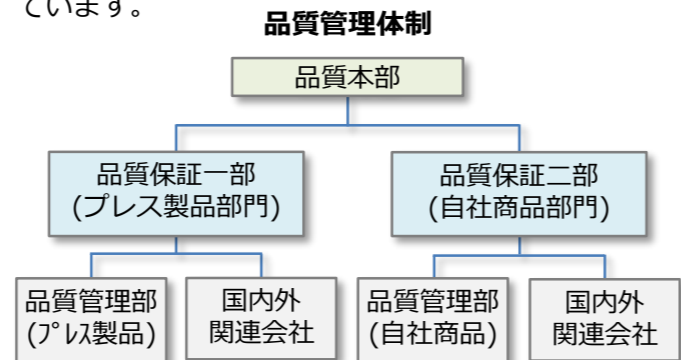 ています。
品質管理体制
品質本部
品質保証一部
(プレス製品部門)
品質保証二部
(自社商品部門)
品質管理部
(ﾌﾟﾚｽ製品)
国内外
関連会社
品質管理部
(自社商品)
国内外
関連会社